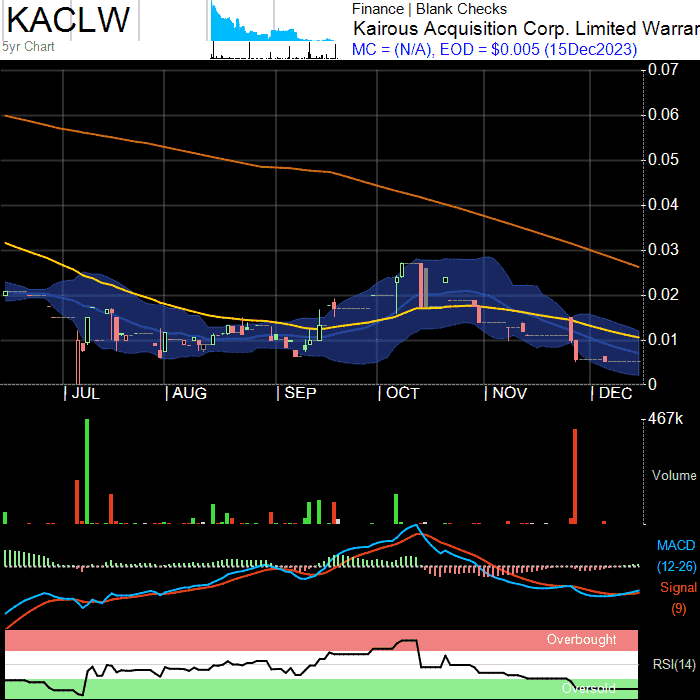 KACLW
5yr Chart
Finance | Blank Checks
Kairous Acquisition Corp. Limited Warrar
MC = (N/A), EOD = $0.005 (15Dec2023)
0.07
0.06
0.05
0.04
0.03
0.02
0.01
0
JUL AUG SEP OCT NOV DEC
467k
Volume
MACD
(12-26)
Signal
(9)
Overbought
RSI(14)
Oversold